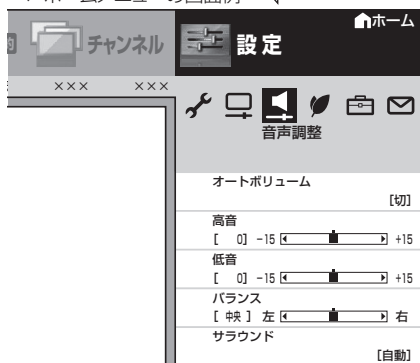 ホーム
チャンネル
設定
××× ×××
音声調整
オートボリューム
[切]
高音
[ 0] -15 +15
低音
[ 0] -15 +15
バランス
[ 中央 ] 左 右
サラウンド
[自動]